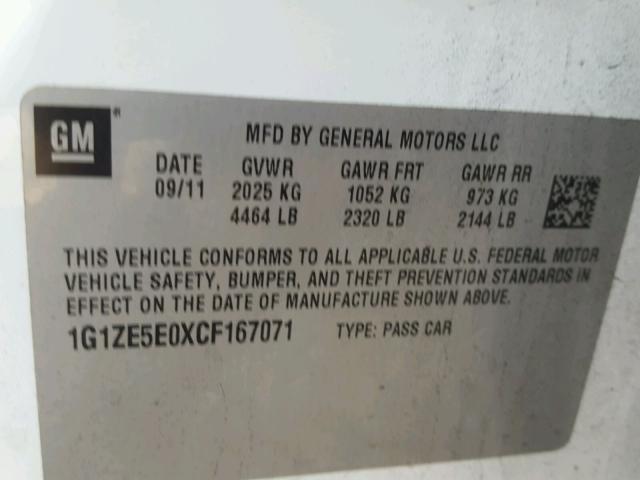 GM®
MFD BY GENERAL MOTORS LLC
DATE GVWR GAWR FRT GAWR RR
09/11 2025 KG 1052 KG 973 KG
4464 LB 2320 LB 2144 LB
THIS VEHICLE CONFORMS TO ALL APPLICABLE U.S. FEDERAL MOTOR
VEHICLE SAFETY, BUMPER, AND THEFT PREVENTION STANDARDS IN
EFFECT ON THE DATE OF MANUFACTURE SHOWN ABOVE.
1G1ZE5E0XCF167071 TYPE: PASS CAR